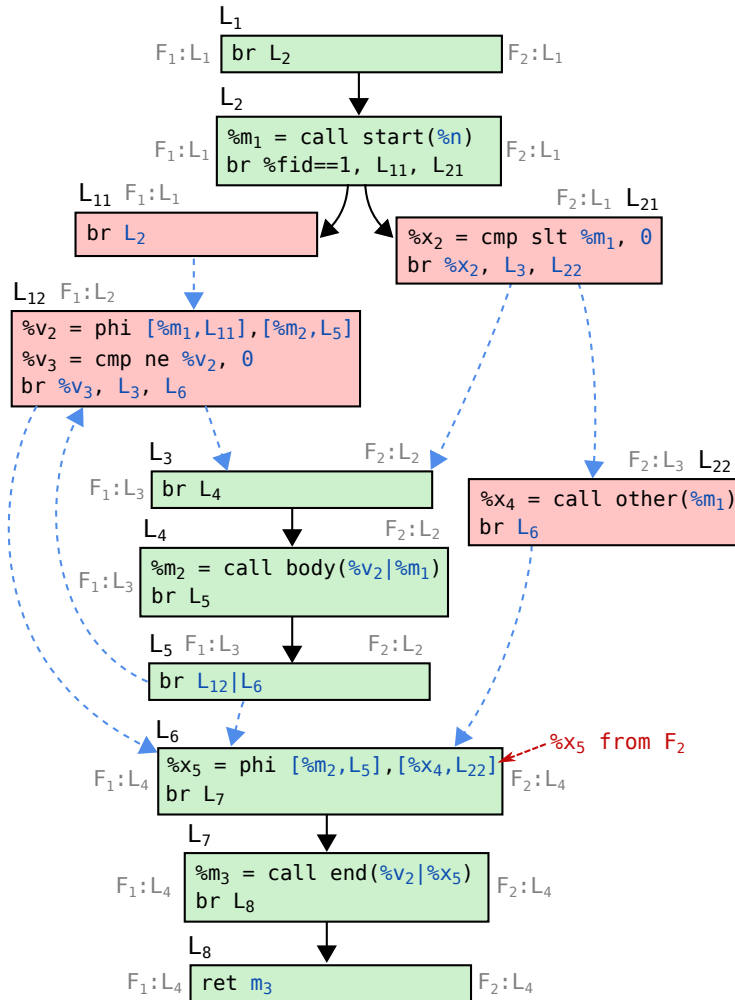 L₁
F₁:L₁ br L₂ F₂:L₁
L₂
%m₁ = call start(%n)
F₁:L₁ F₂:L₁
br %fid==1, L₁₁, L₂₁
L₁₁ F₁:L₁
F₂:L₁ L₂₁
br L₂
%x₂ = cmp slt %m₁, 0
br %x₂, L₃, L₂₂
L₁₂ F₁:L₂
%v₂ = phi [%m₁,L₁₁],[%m₂,L₅]
%v₃ = cmp ne %v₂, 0
br %v₃, L₃, L₆
L₃ F₂:L₂
F₁:L₃ br L₄
F₂:L₃ L₂₂
%x₄ = call other(%m₁)
br L₆
L₄ F₂:L₂
%m₂ = call body(%v₂|%m₁)
F₁:L₃
br L₅
L₅ F₁:L₃ F₂:L₂
br L₁₂|L₆
L₆
%x₅ from F₂
%x₅ = phi [%m₂,L₅],[%x₄,L₂₂]
F₁:L₄ F₂:L₄
br L₇
L₇
%m₃ = call end(%v₂|%x₅)
F₁:L₄ F₂:L₄
br L₈
L₈
F₁:L₄ ret m₃ F₂:L₄